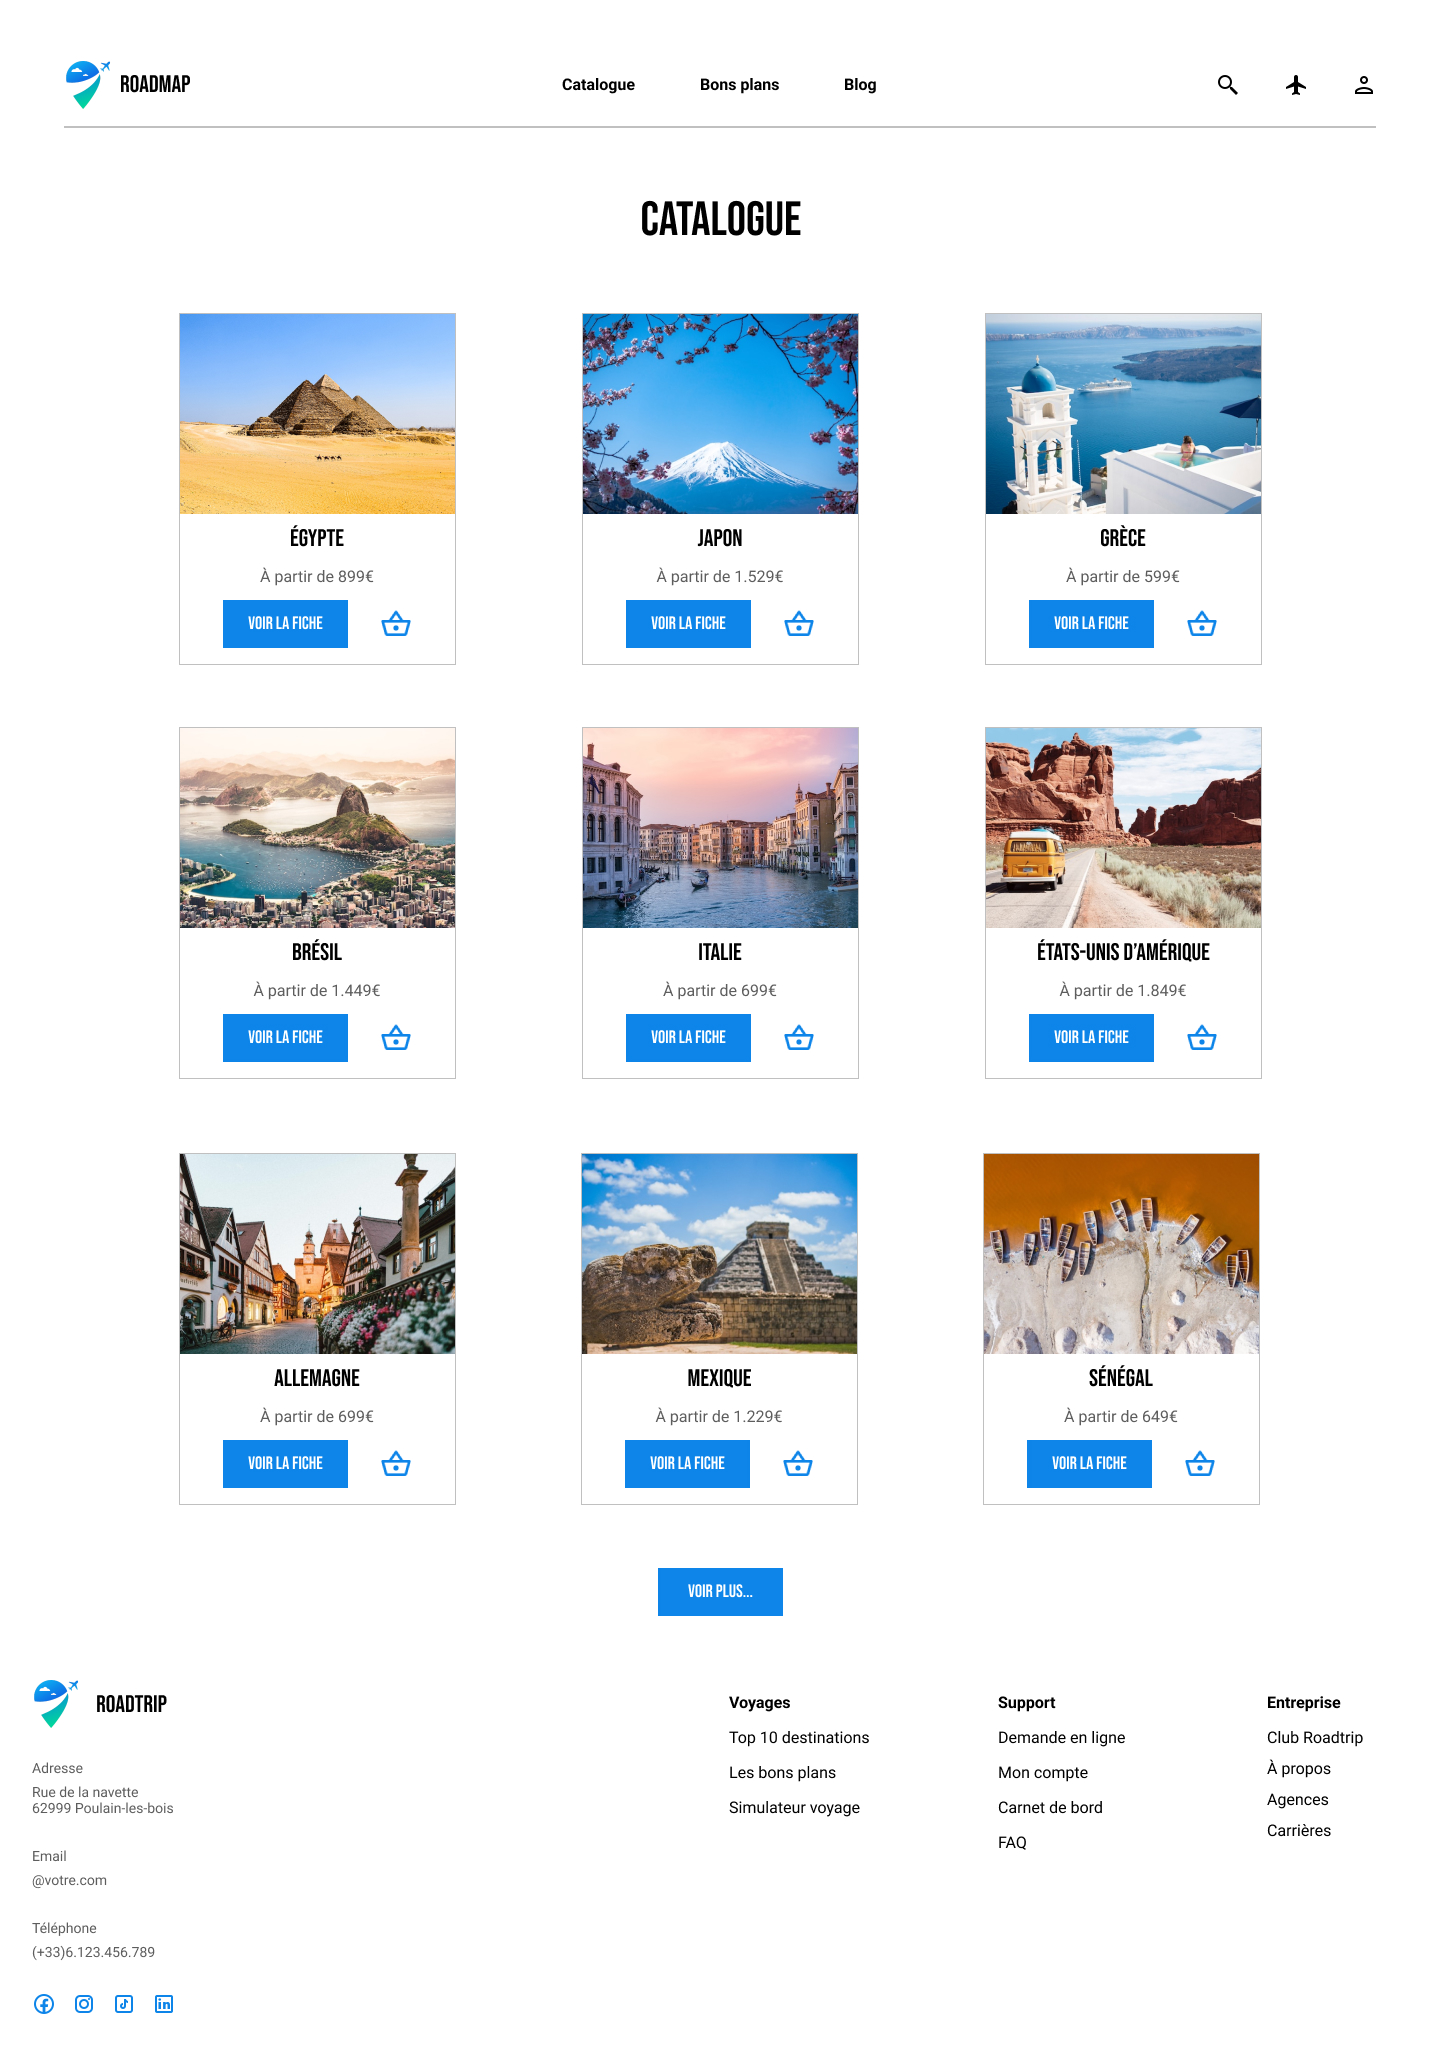 ROADMAP
Catalogue
Bons plans
Blog
CATALOGUE
ÉGYPTE
À partir de 899€
VOIR LA FICHE
JAPON
À partir de 1.529€
VOIR LA FICHE
GRÈCE
À partir de 599€
VOIR LA FICHE
BRÉSIL
À partir de 1.449€
VOIR LA FICHE
ITALIE
À partir de 699€
VOIR LA FICHE
ÉTATS-UNIS D'AMÉRIQUE
À partir de 1.849€
VOIR LA FICHE
ALLEMAGNE
À partir de 699€
VOIR LA FICHE
MEXIQUE
À partir de 1.229€
VOIR LA FICHE
SÉNÉGAL
À partir de 649€
VOIR LA FICHE
VOIR PLUS...
ROADTRIP
Adresse
Rue de la navette
62999 Poulain-les-bois
Email
@votre.com
Téléphone
(+33)6.123.456.789
Voyages
Top 10 destinations
Les bons plans
Simulateur voyage
Support
Demande en ligne
Mon compte
Carnet de bord
FAQ
Entreprise
Club Roadtrip
À propos
Agences
Carrières